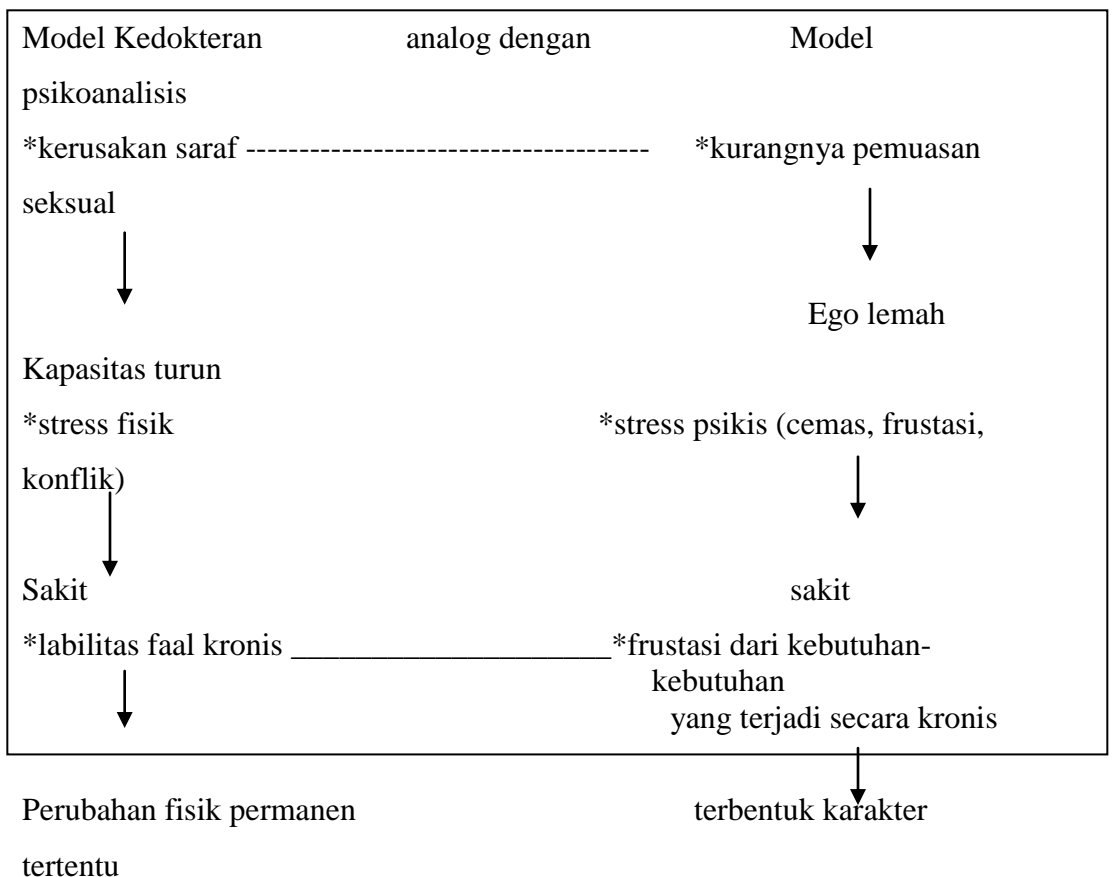 Model Kedokteran analog dengan Model
psikoanalisis
*kerusakan saraf -------------------------------------- *kurangnya pemuasan
seksual
Ego lemah
Kapasitas turun
*stress fisik *stress psikis (cemas, frustasi,
konflik)
Sakit sakit
*labilitas faal kronis ____________________*frustasi dari kebutuhan-
kebutuhan
yang terjadi secara kronis
Perubahan fisik permanen terbentuk karakter
tertentu